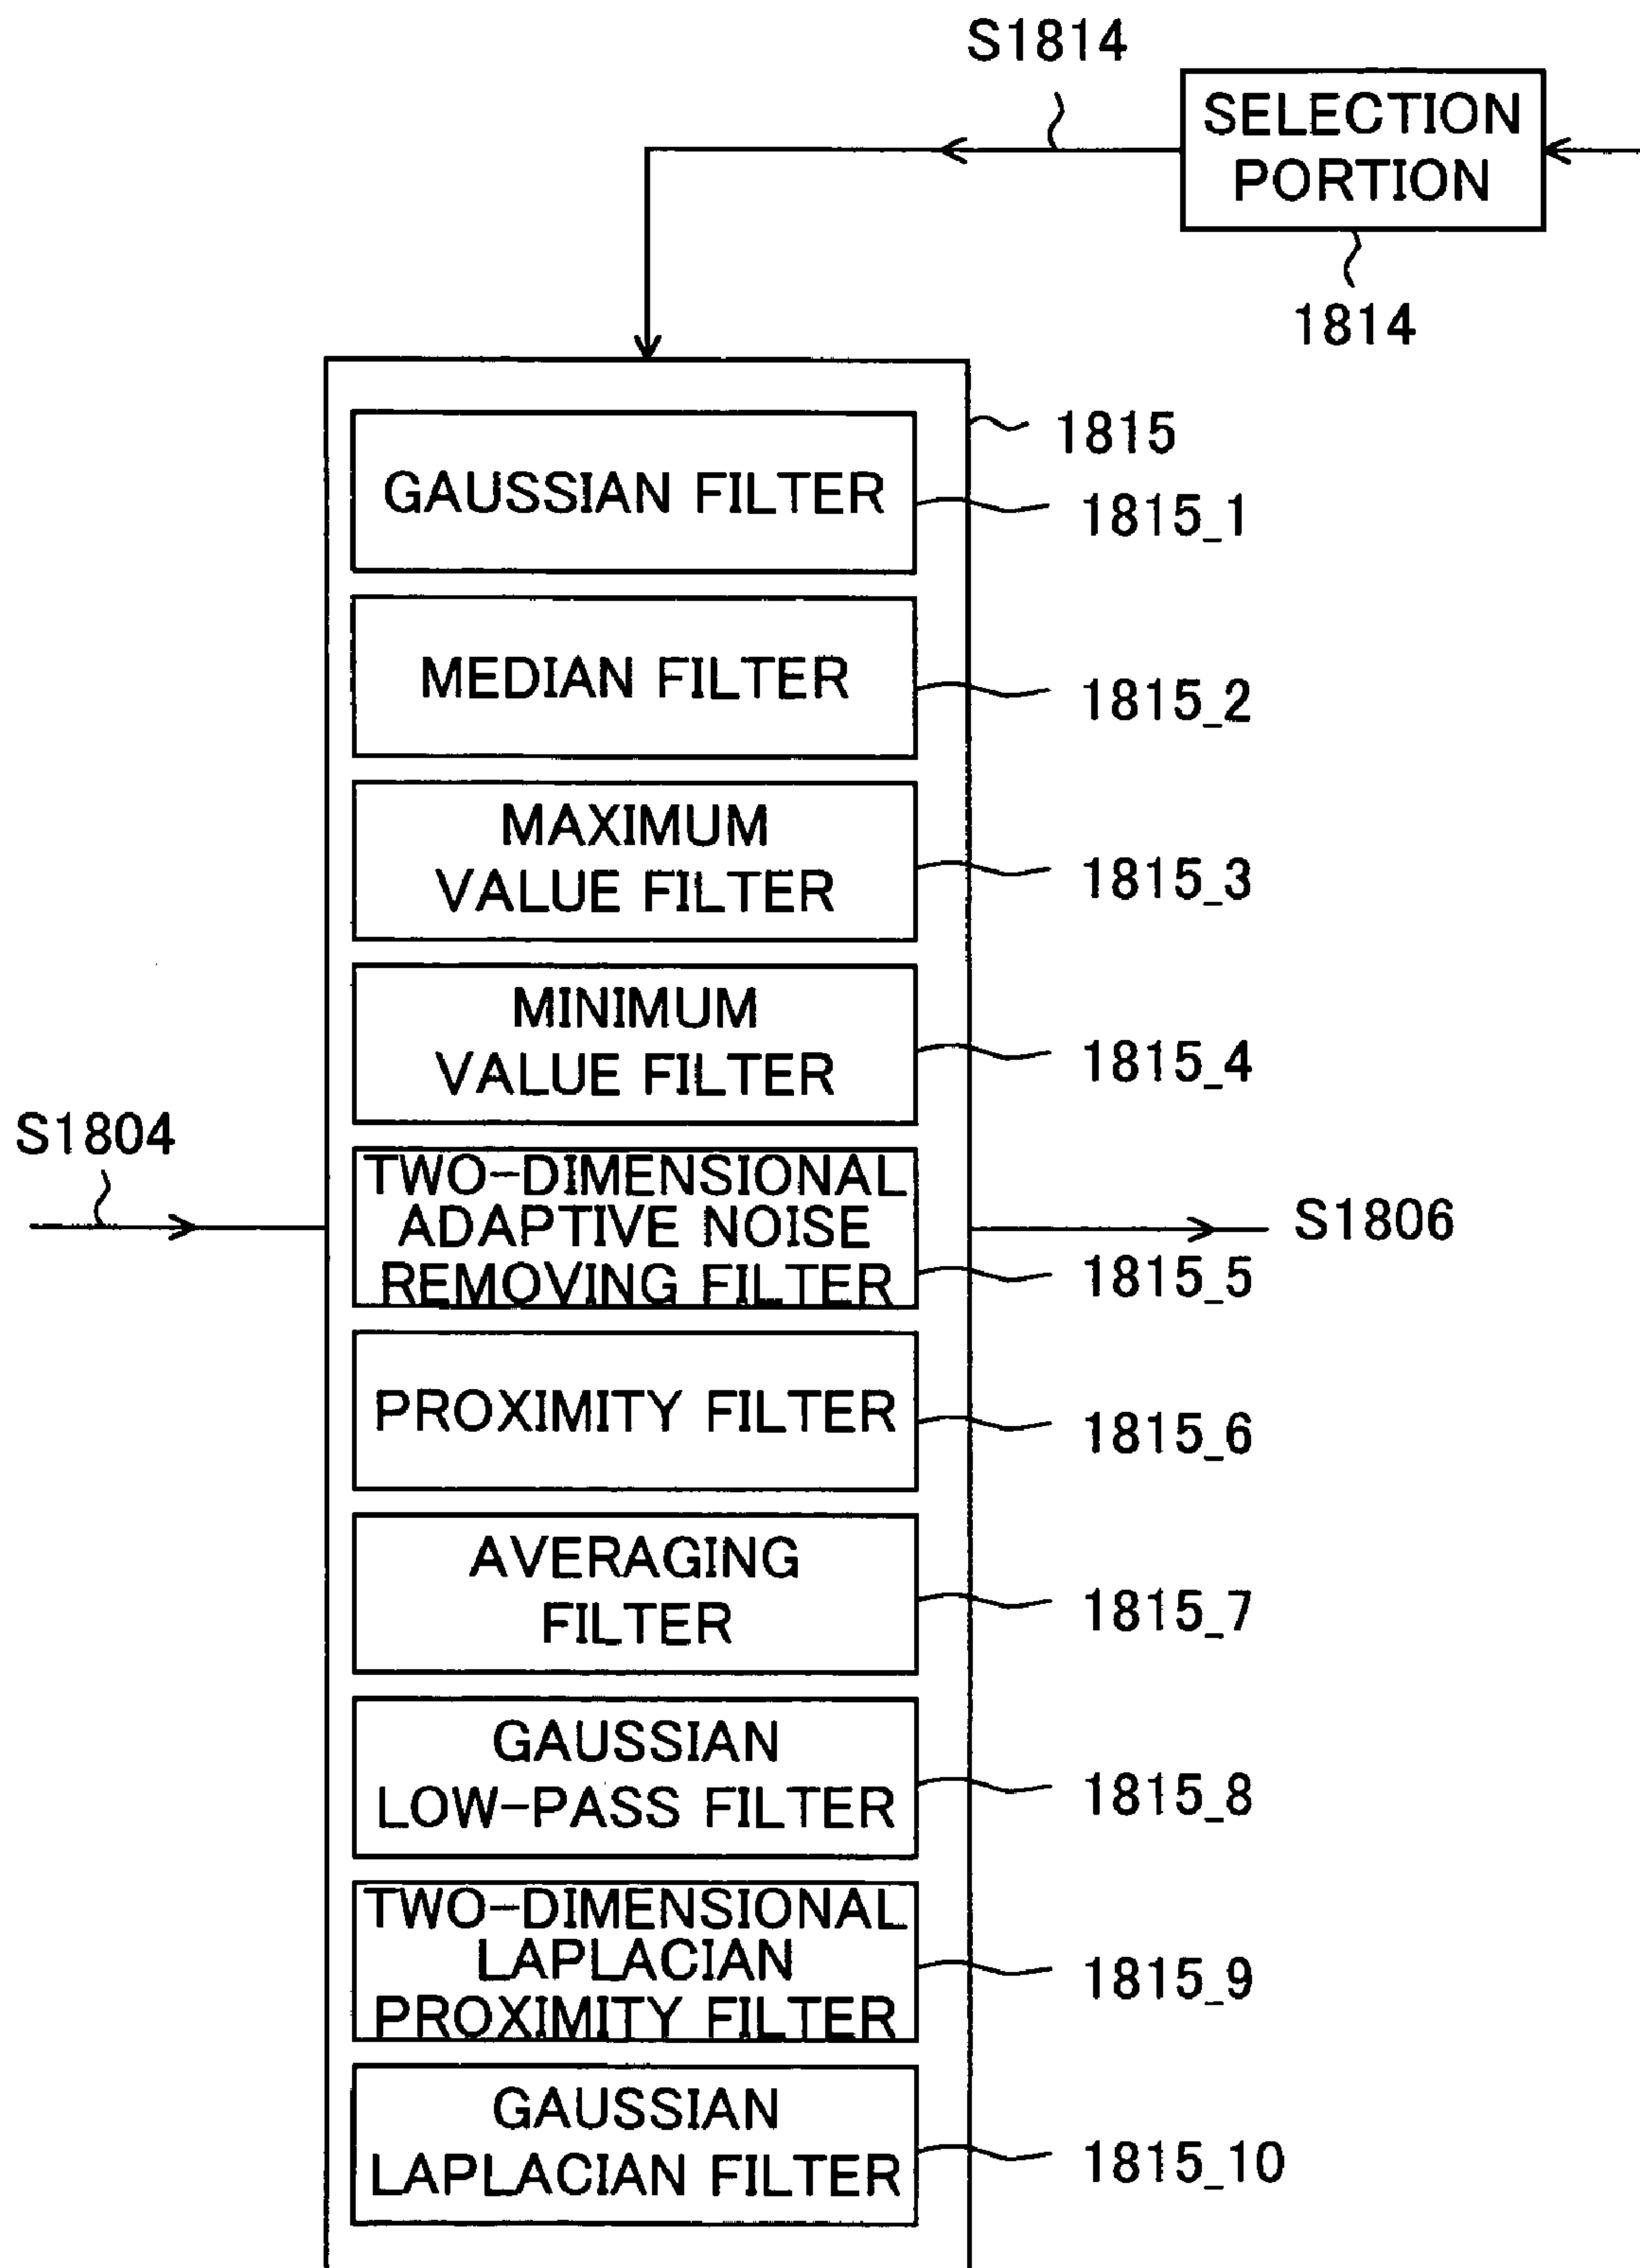 S1814
SELECTION
PORTION
1814
1815
GAUSSIAN FILTER
1815_1
MEDIAN FILTER
1815_2
MAXIMUM
VALUE FILTER
1815_3
MINIMUM
VALUE FILTER
1815_4
S1804
TWO-DIMENSIONAL
ADAPTIVE NOISE
REMOVING FILTER
S1806
1815_5
PROXIMITY FILTER
1815_6
AVERAGING
FILTER
1815_7
GAUSSIAN
LOW-PASS FILTER
1815_8
TWO-DIMENSIONAL
LAPLACIAN
PROXIMITY FILTER
1815_9
GAUSSIAN
LAPLACIAN FILTER
1815_10